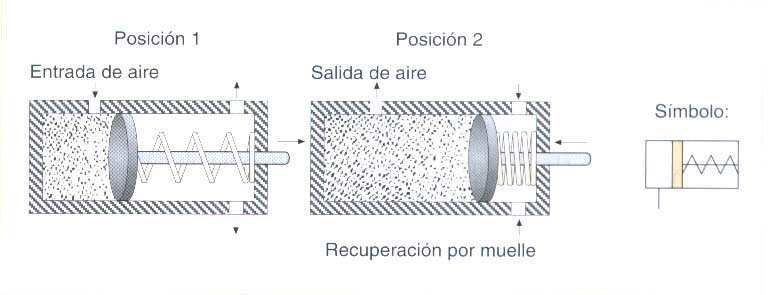 Posición 1
Posición 2
Entrada de aire
Salida de aire
Símbolo:
Recuperación por muelle